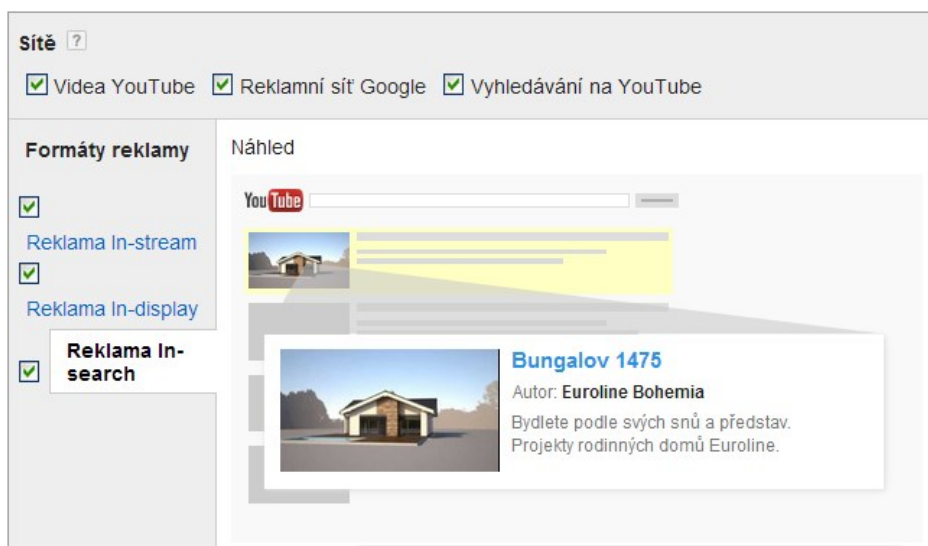 Sítě ?
Videa YouTube Reklamní síť Google Vyhledávání na YouTube
Formáty reklamy
Náhled
YouTube
Reklama In-stream
Reklama In-display
Reklama In-
search
Bungalov 1475
Autor: Euroline Bohemia
Bydlete podle svých snů a představ.
Projekty rodinných domů Euroline.